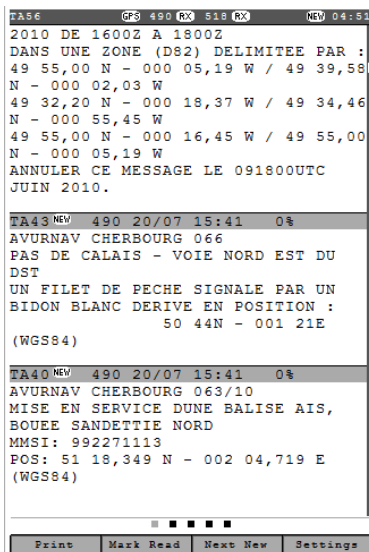 TA56 GPS 490 RX 518 RX NEW 04:51
2010 DE 1600Z A 1800Z
DANS UNE ZONE (D82) DELIMITEE PAR :
49 55,00 N - 000 05,19 W / 49 39,58
N - 000 02,03 W
49 32,20 N - 000 18,37 W / 49 34,46
N - 000 55,45 W
49 55,00 N - 000 16,45 W / 49 55,00
N - 000 05,19 W
ANNULER CE MESSAGE LE 091800UTC
JUIN 2010.
TA43 NEW 490 20/07 15:41 0%
AVURNAV CHERBOURG 066
PAS DE CALAIS - VOIE NORD EST DU
DST
UN FILET DE PECHE SIGNALE PAR UN
BIDON BLANC DERIVE EN POSITION :
50 44N - 001 21E
(WGS84)
TA40 NEW 490 20/07 15:41 0%
AVURNAV CHERBOURG 063/10
MISE EN SERVICE DUNE BALISE AIS,
BOUEE SANDETTIE NORD
MMSI: 992271113
POS: 51 18,349 N - 002 04,719 E
(WGS84)
Print Mark Read Next New Settings